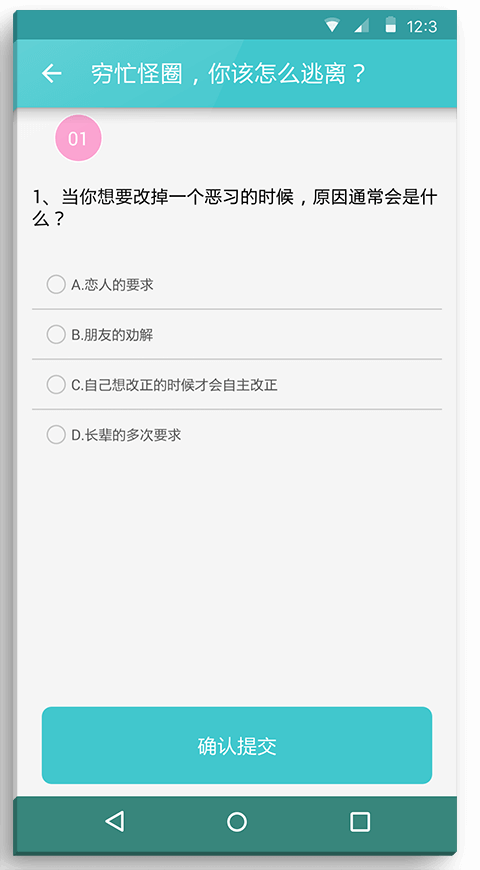 12:3
穷忙怪圈，你该怎么逃离？
01
1、当你想要改掉一个恶习的时候，原因通常会是什
么？
A.恋人的要求
B.朋友的劝解
C.自己想改正的时候才会自主改正
D.长辈的多次要求
确认提交